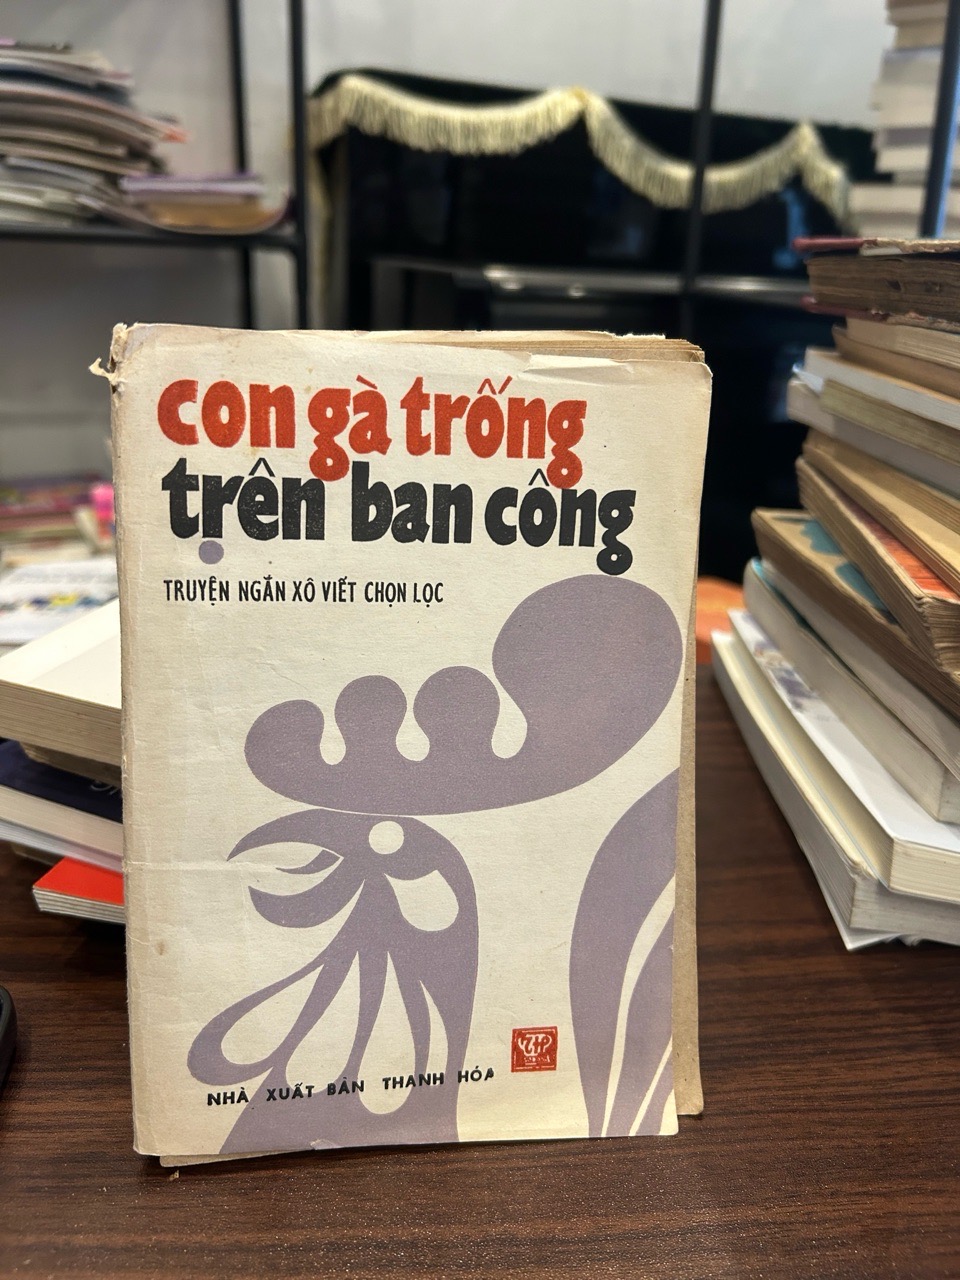 con gà trống
trên ban công
TRUYỆN NGẮN XÔ VIẾT CHỌN LỌC
NHÀ XUẤT BẢN THANH HÓA